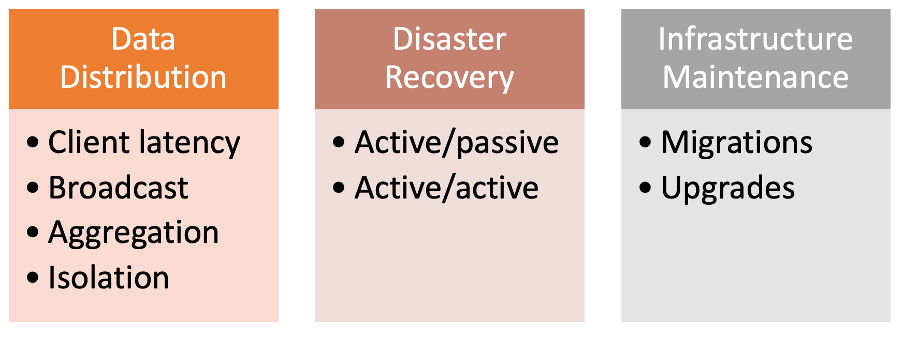 Data
Distribution
• Client latency
• Broadcast
• Aggregation
• Isolation
Disaster
Recovery
• Active/passive
• Active/active
Infrastructure
Maintenance
• Migrations
• Upgrades